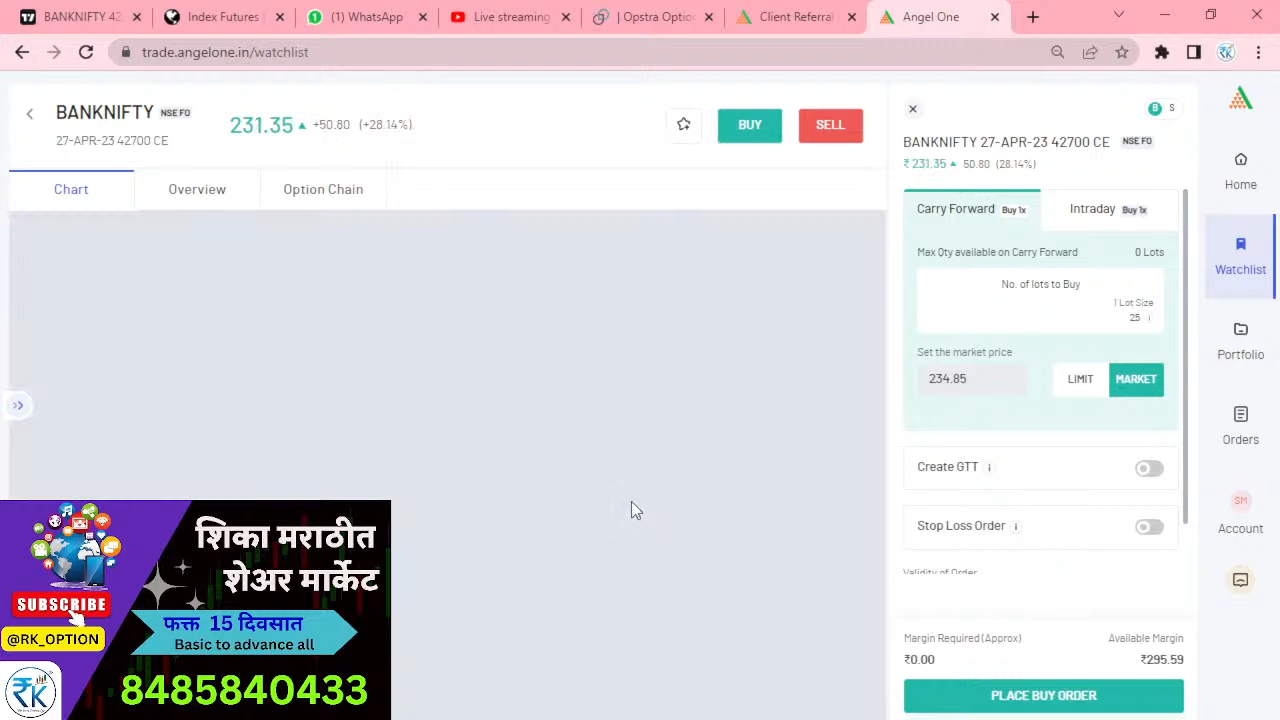 BANKNIFTY 42
Index Futures
(1) WhatsApp
Live streaming
| Opstra Optio
Client Referral
Angel One
trade.angelone.in/watchlist
BANKNIFTY NSE FO
27-APR-23 42700 CE
231.35 +50.80 (+28.14%)
BUY
SELL
Chart
Overview
Option Chain
B S
BANKNIFTY 27-APR-23 42700 CE NSE FO
₹ 231.35 50.80 (28.14%)
Carry Forward Buy 1x
Intraday Buy 1x
Max Qty available on Carry Forward 0 Lots
No. of lots to Buy
1 Lot Size
25 i
Set the market price
234.85
LIMIT
MARKET
Create GTT i
Stop Loss Order i
Validity of Order
Margin Required (Approx) Available Margin
₹0.00 ₹295.59
PLACE BUY ORDER
Home
Watchlist
Portfolio
Orders
SM
Account
शिका मराठीत
शेअर मार्केट
SUBSCRIBE
@RK_OPTION
फक्त 15 दिवसात
Basic to advance all
8485840433